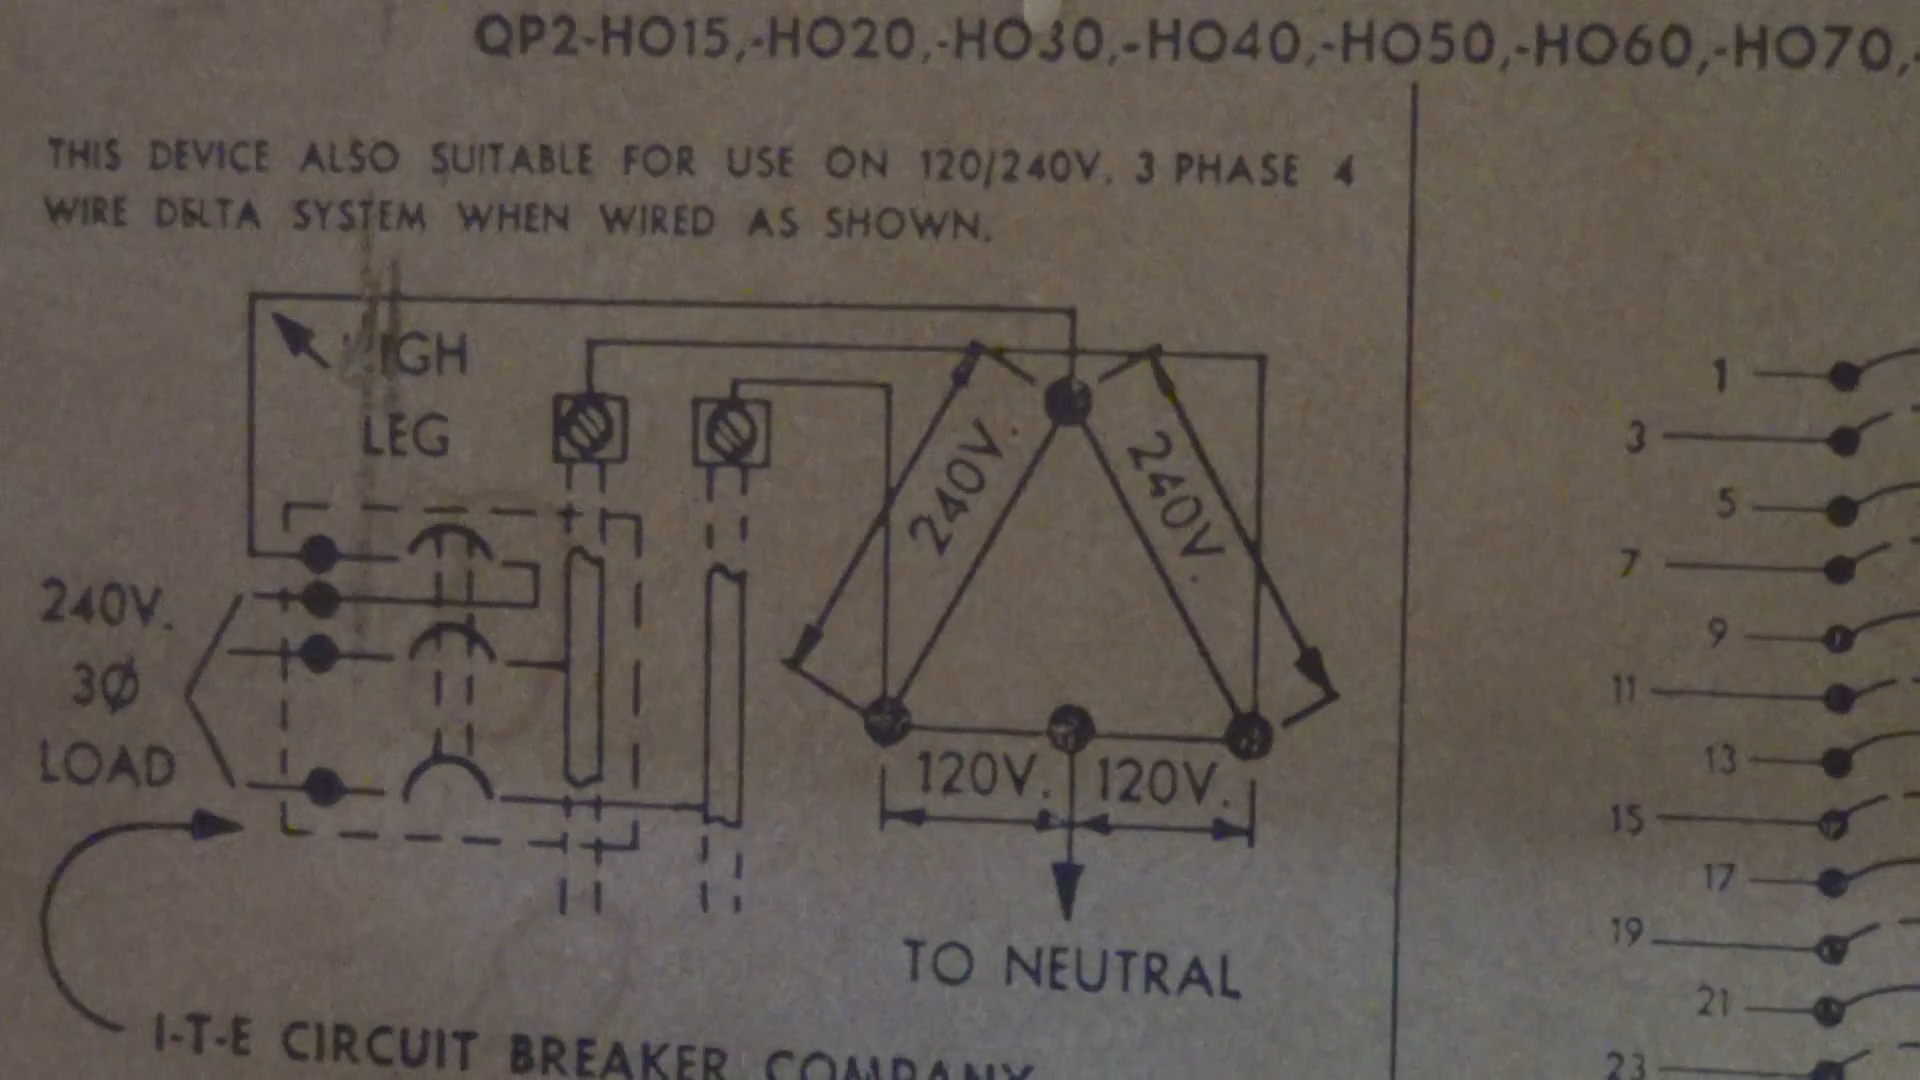 QP2-HO15,-HO20,-HO30,-HO40,-HO50,-HO60,-HO70,-
THIS DEVICE ALSO SUITABLE FOR USE ON 120/240V. 3 PHASE 4
WIRE DELTA SYSTEM WHEN WIRED AS SHOWN.
HIGH
LEG
240V.
240V.
240V.
3Ø
LOAD
120V.
120V.
TO NEUTRAL
I-T-E CIRCUIT BREAKER COMPANY
1
3
5
7
9
11
13
15
17
19
21
23